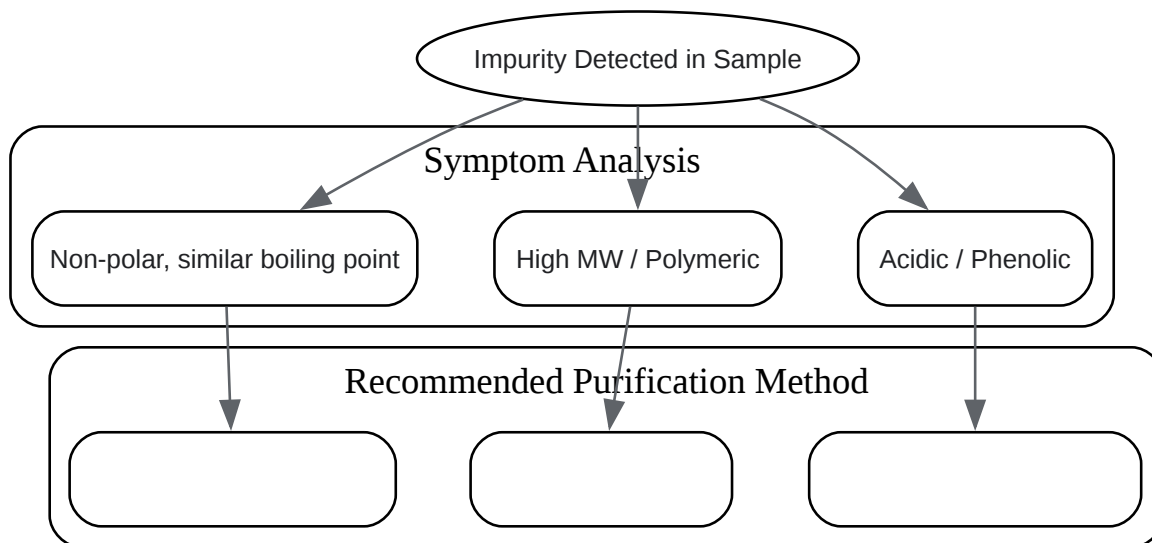 Impurity Detected in Sample
Symptom Analysis
Non-polar, similar boiling point
High MW / Polymeric
Acidic / Phenolic
Recommended Purification Method